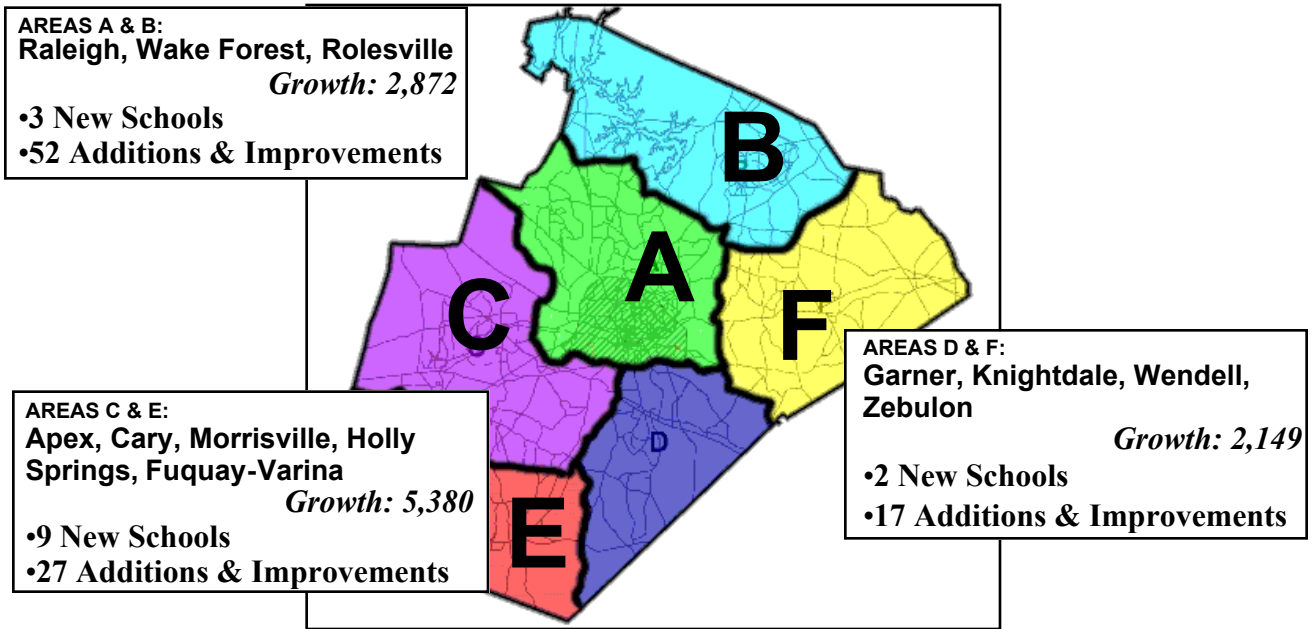 AREAS A & B:
Raleigh, Wake Forest, Rolesville
Growth: 2,872
•3 New Schools
•52 Additions & Improvements
B
A
C
F
AREAS D & F:
Garner, Knightdale, Wendell,
Zebulon
Growth: 2,149
•2 New Schools
•17 Additions & Improvements
AREAS C & E:
Apex, Cary, Morrisville, Holly
Springs, Fuquay-Varina
Growth: 5,380
•9 New Schools
•27 Additions & Improvements
D
E